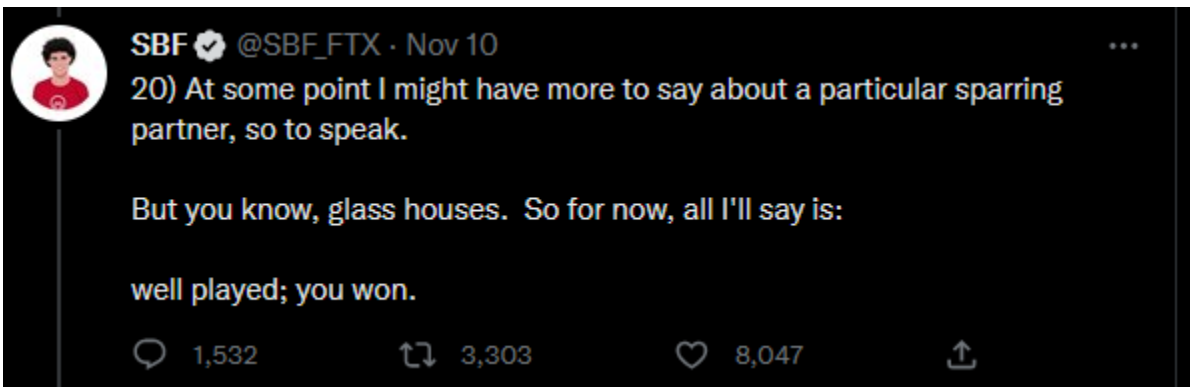 SBF @SBF_FTX · Nov 10
20) At some point I might have more to say about a particular sparring
partner, so to speak.
But you know, glass houses.  So for now, all I'll say is:
well played; you won.
1,532 3,303 8,047